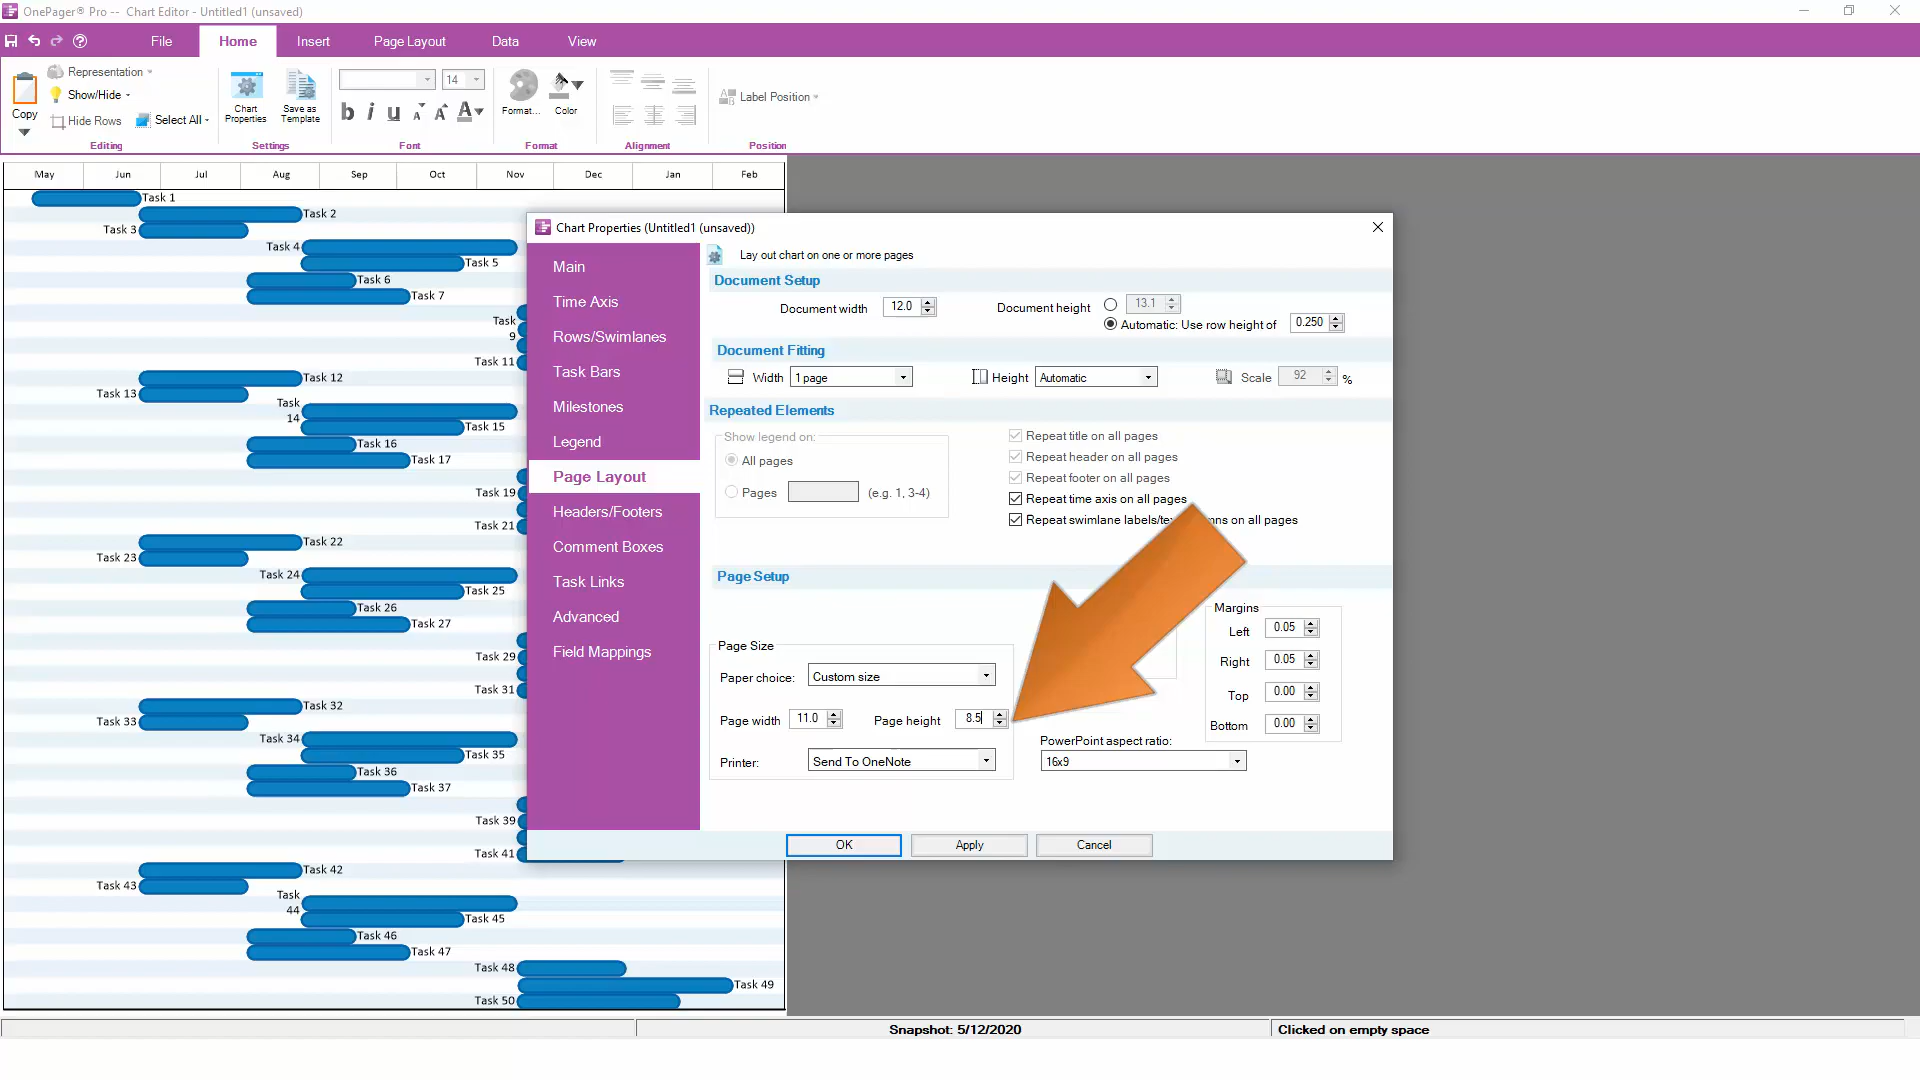 OnePager® Pro -- Chart Editor - Untitled1 (unsaved)
File
Home
Insert
Page Layout
Data
View
Copy
Representation
Show/Hide
Hide Rows
Select All
Editing
Chart
Properties
Save as
Template
Settings
14
b i u A A A
Font
Format...
Color
Format
Alignment
Label Position
Position
May Jun Jul Aug Sep Oct Nov Dec Jan Feb
Task 1
Task 2
Task 3
Task 4
Task 5
Task 6
Task 7
Task
9
Task 11
Task 12
Task 13
Task
14
Task 15
Task 16
Task 17
Task 19
Task 21
Task 22
Task 23
Task 24
Task 25
Task 26
Task 27
Task 29
Task 31
Task 32
Task 33
Task 34
Task 35
Task 36
Task 37
Task 39
Task 41
Task 42
Task 43
Task
44
Task 45
Task 46
Task 47
Task 48
Task 49
Task 50
Chart Properties (Untitled1 (unsaved))
Main
Time Axis
Rows/Swimlanes
Task Bars
Milestones
Legend
Page Layout
Headers/Footers
Comment Boxes
Task Links
Advanced
Field Mappings
Lay out chart on one or more pages
Document Setup
Document width 12.0
Document height 13.1
Automatic: Use row height of 0.250
Document Fitting
Width 1 page
Height Automatic
Scale 92 %
Repeated Elements
Show legend on:
All pages
Pages (e.g. 1, 3-4)
Repeat title on all pages
Repeat header on all pages
Repeat footer on all pages
Repeat time axis on all pages
Repeat swimlane labels/te mns on all pages
Page Setup
Page Size
Paper choice: Custom size
Page width 11.0
Page height 8.5
Printer: Send To OneNote
Margins
Left 0.05
Right 0.05
Top 0.00
Bottom 0.00
PowerPoint aspect ratio:
16x9
OK
Apply
Cancel
Snapshot: 5/12/2020
Clicked on empty space